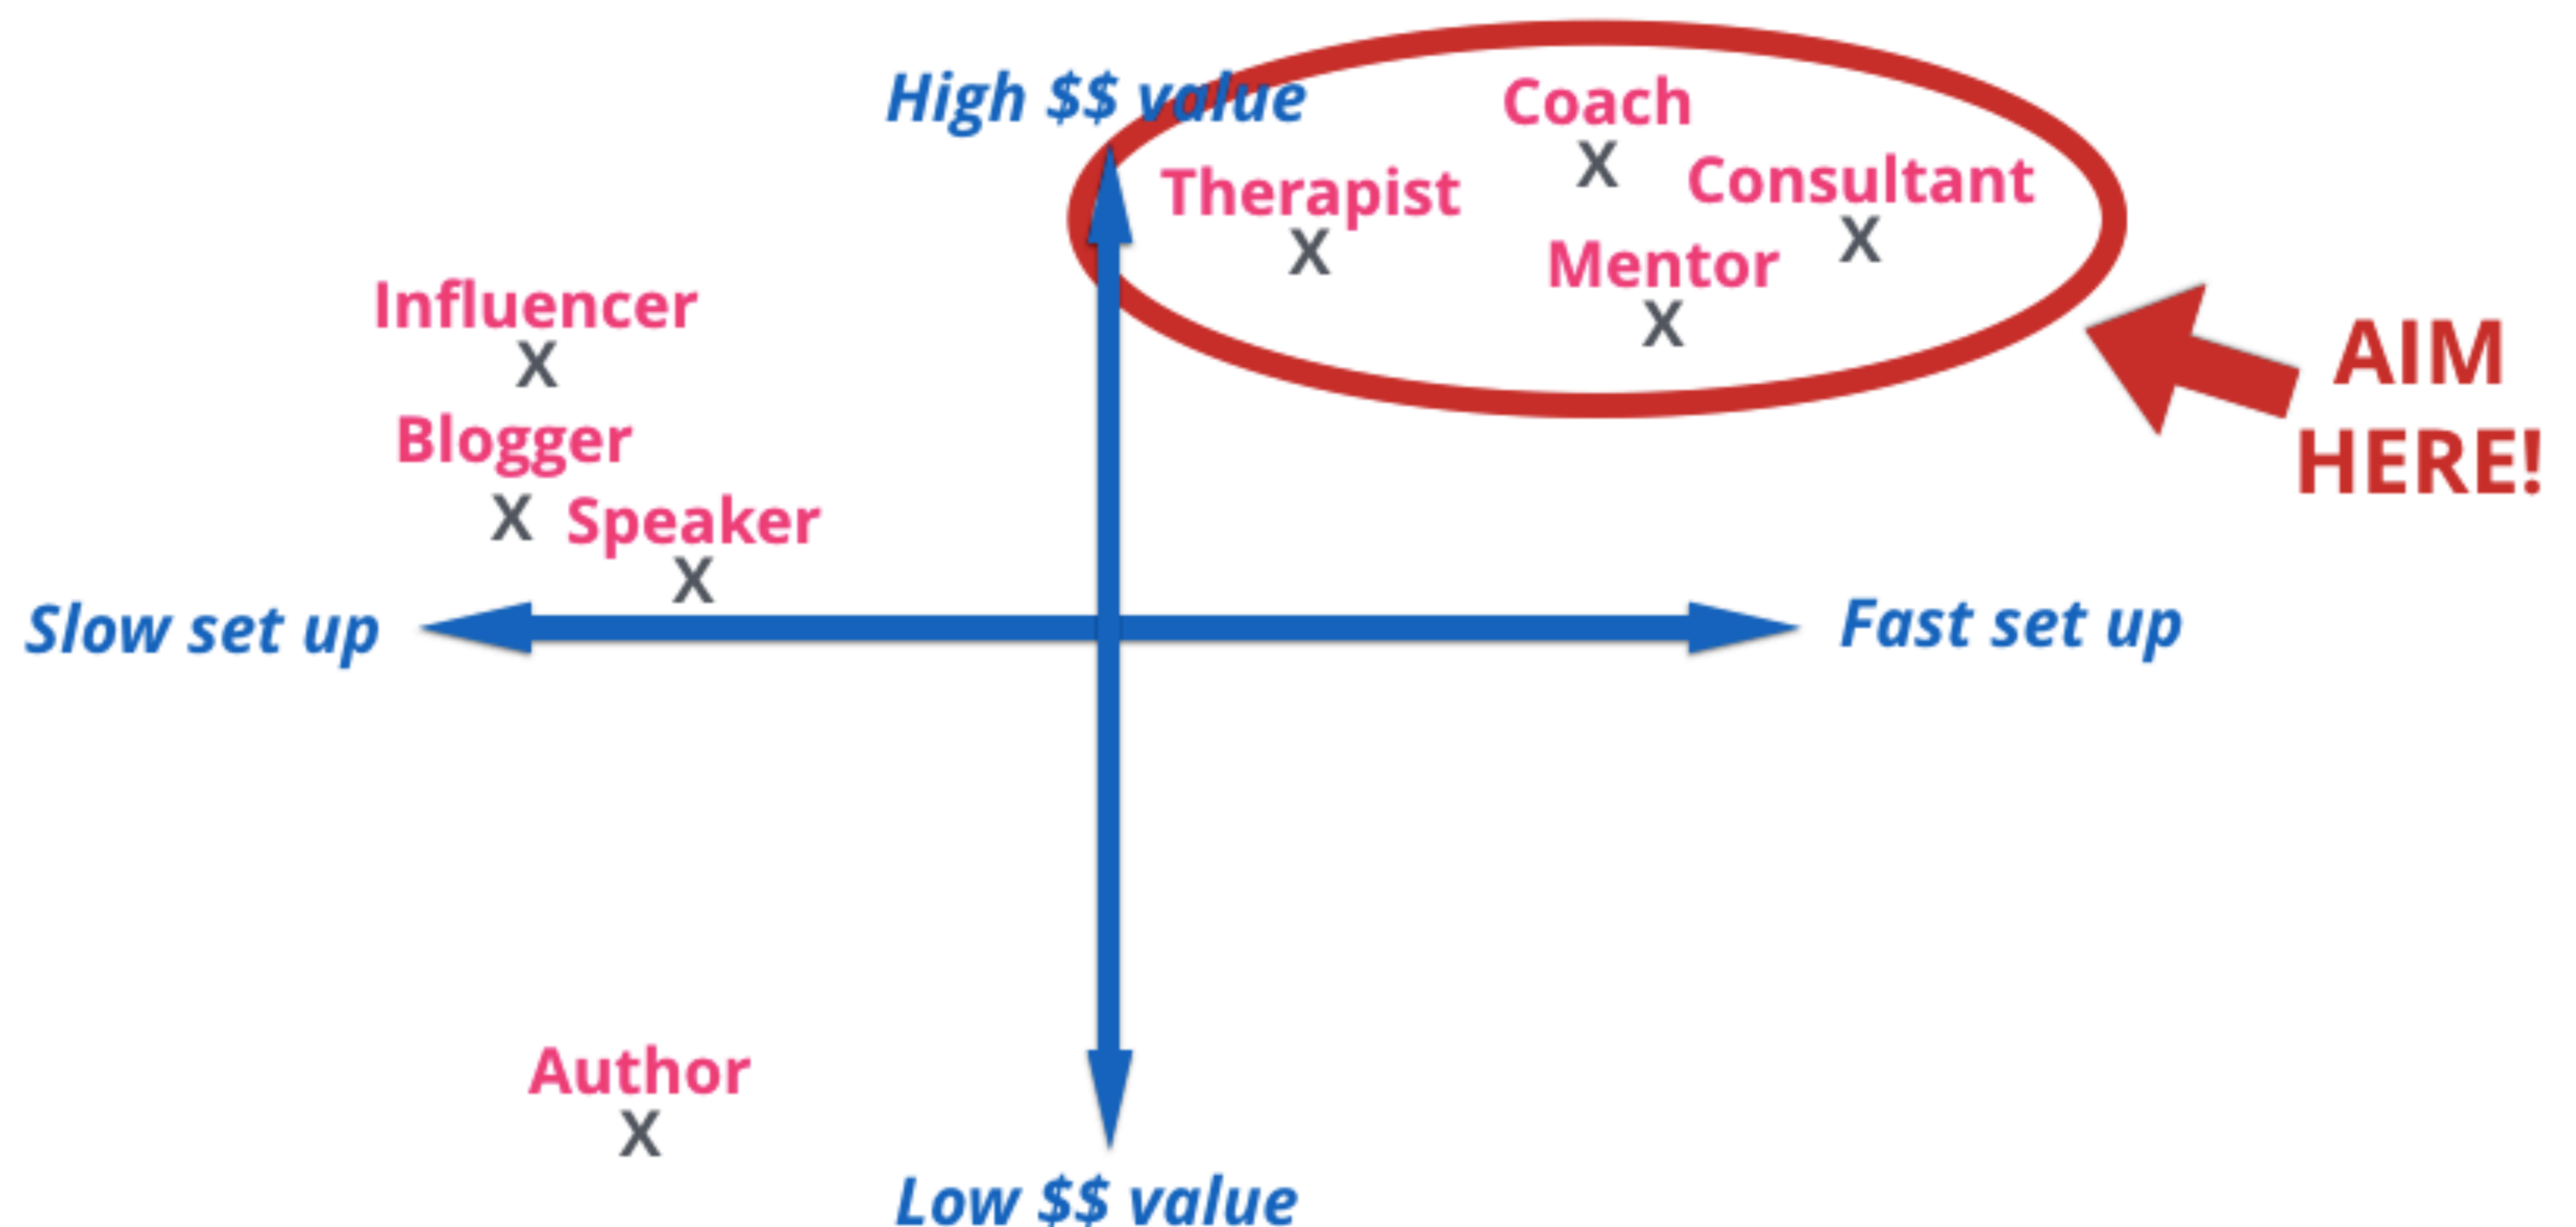 High $$ value
Coach
X
Therapist
X
Consultant
X
Mentor
X
Influencer
X
Blogger
X
Speaker
X
AIM
HERE!
Slow set up
Fast set up
Author
X
Low $$ value